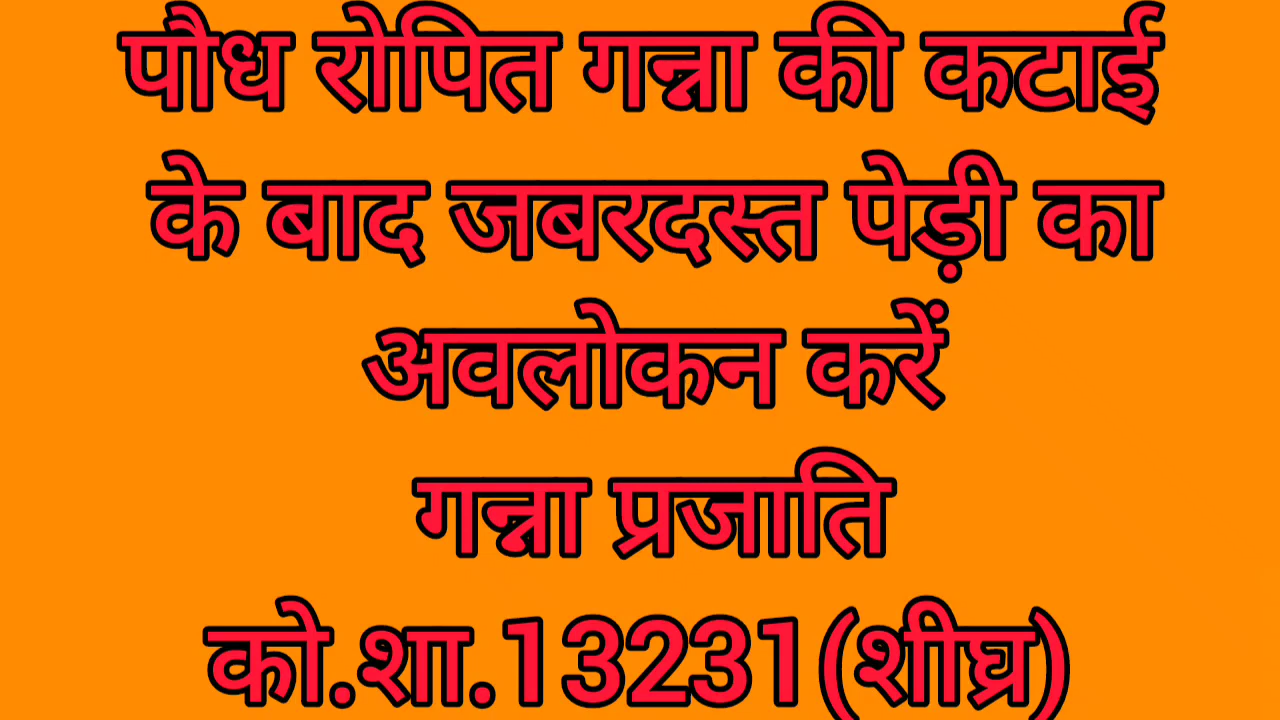 पौध रोपित गन्ना की कटाई
के बाद जबरदस्त पेड़ी का
अवलोकन करें
गन्ना प्रजाति
को.शा.13231(शीघ्र)